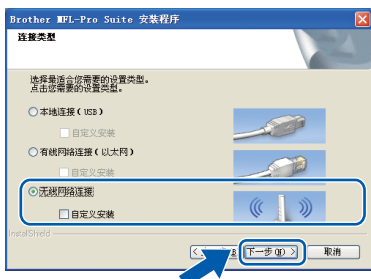 Brother MFL-Pro Suite 安装程序
连接类型
选择最适合您需要的设置类型。
点击您需要的设置类型。
本地连接 ( USB )
自定义安装
有线网络连接 ( 以太网 )
自定义安装
无线网络连接
自定义安装
InstallShield
下一步(N) >
取消